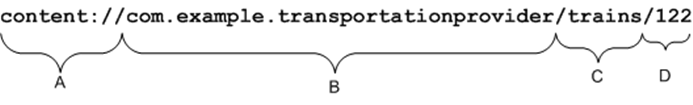 content://com.example.transportationprovider/trains/122
A B C D